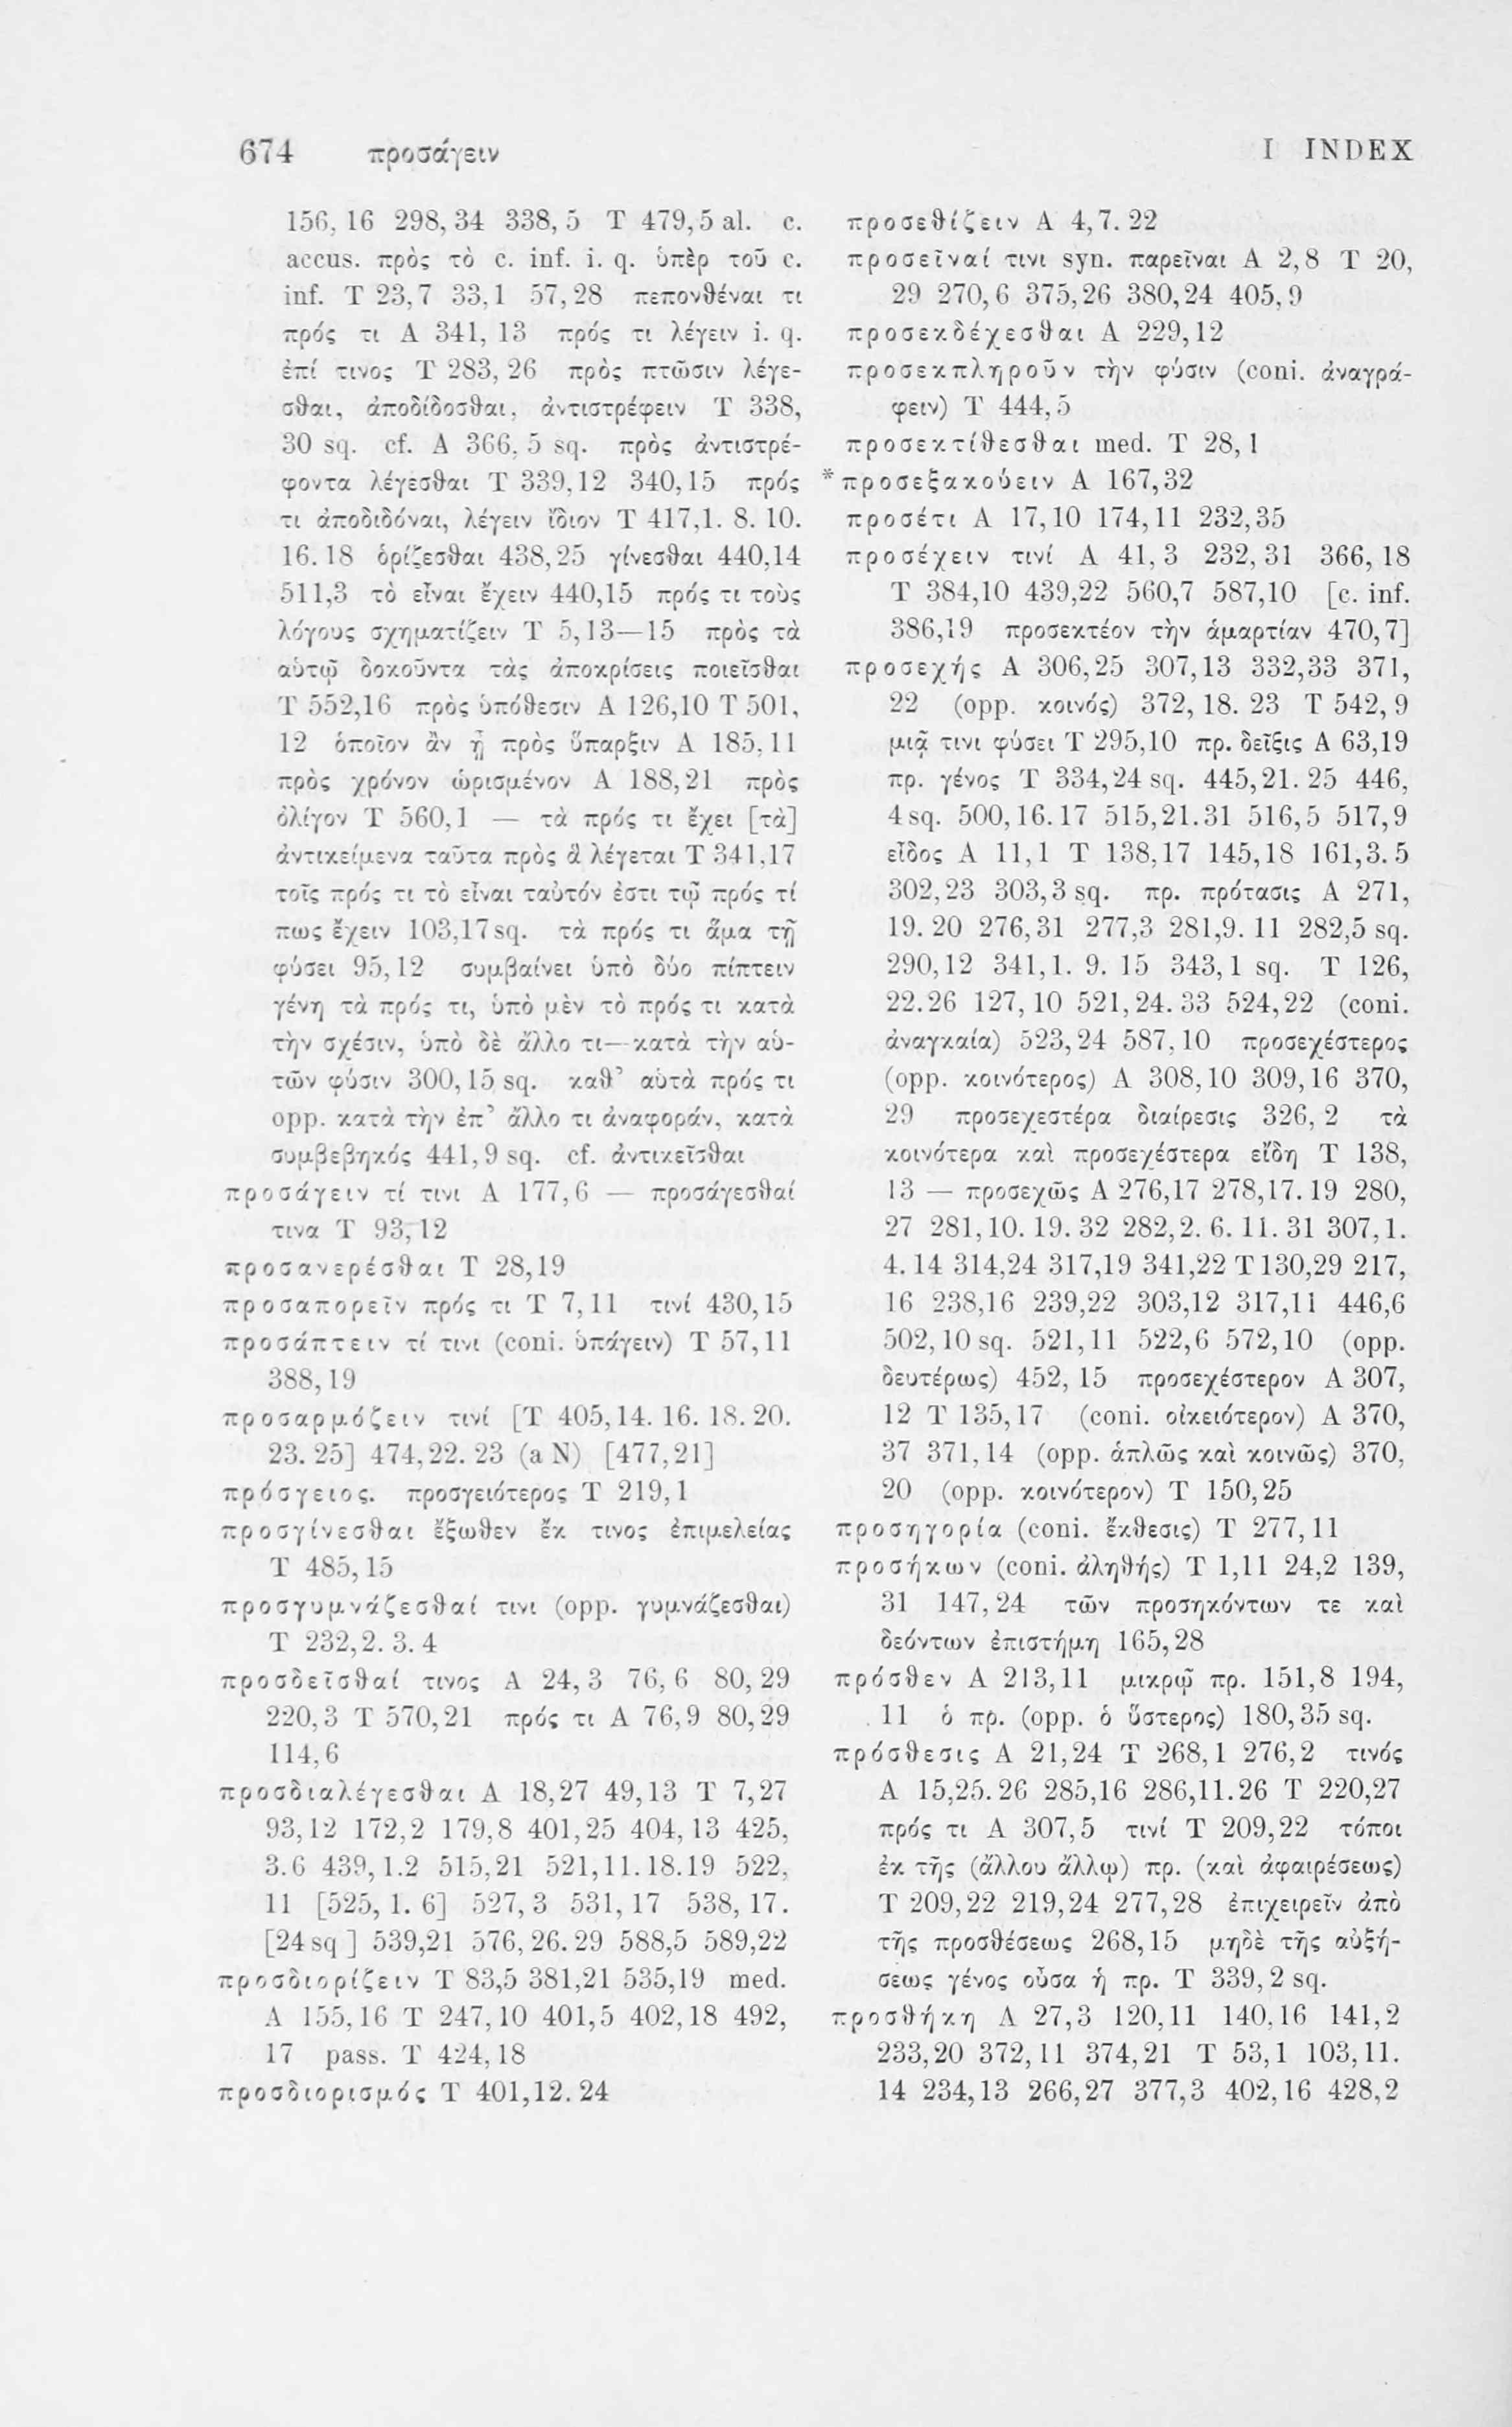 674 προσάγειν I INDEX
156, 16 298, 34 338, 5 T 479, 5 al. c.
accus. πρὸς τὸ c. inf. i. q. ὑπὲρ τοῦ c.
inf. T 23,7 33,1 57,28 πεπονθέναι τι
πρός τι A 341, 13 πρός τι λέγειν i. q.
ἐπί τινος T 283, 26 πρὸς πτῶσιν λέγε-
σθαι, ἀποδίδοσθαι, ἀντιστρέφειν T 338,
30 sq. cf. A 366, 5 sq. πρὸς ἀντιστρέ-
φοντα λέγεσθαι T 339,12 340,15 πρός
τι ἀποδιδόναι, λέγειν ἴδιον T 417,1. 8. 10.
16. 18 ὁρίζεσθαι 438,25 γίνεσθαι 440,14
511,3 τὸ εἶναι ἔχειν 440,15 πρός τι τοὺς
λόγους σχηματίζειν T 5,13—15 πρὸς τὰ
αὑτῷ δοκοῦντα τὰς ἀποκρίσεις ποιεῖσθαι
T 552,16 πρὸς ὑπόθεσιν A 126,10 T 501,
12 ὁποῖον ἂν ᾖ πρὸς ὕπαρξιν A 185,11
πρὸς χρόνον ὡρισμένον A 188,21 πρὸς
ὀλίγον T 560,1 — τὰ πρός τι ἔχει [τὰ]
ἀντικείμενα ταῦτα πρὸς ἃ λέγεται T 341,17
τοῖς πρός τι τὸ εἶναι ταὐτόν ἐστι τῷ πρός τί
πως ἔχειν 103,17 sq. τὰ πρός τι ἅμα τῇ
φύσει 95,12 συμβαίνει ὑπὸ δύο πίπτειν
γένη τὰ πρός τι, ὑπὸ μὲν τὸ πρός τι κατὰ
τὴν σχέσιν, ὑπὸ δὲ ἄλλο τι—κατὰ τὴν αὑ-
τῶν φύσιν 300,15 sq. καθ’ αὑτὰ πρός τι
opp. κατὰ τὴν ἐπ’ ἄλλο τι ἀναφοράν, κατὰ
συμβεβηκός 441, 9 sq. cf. ἀντικεῖσθαι
προσάγειν τί τινι A 177,6 — προσάγεσθαί
τινα T 93,12
προσανερέσθαι T 28,19
προσαπορεῖν πρός τι T 7,11 τινί 430,15
προσάπτειν τί τινι (coni. ὑπάγειν) T 57,11
388,19
προσαρμόζειν τινί [T 405,14. 16. 18. 20.
23. 25] 474,22. 23 (a N) [477,21]
πρόσγειος. προσγειότερος T 219,1
προσγίνεσθαι ἔξωθεν ἔκ τινος ἐπιμελείας
T 485,15
προσγυμνάζεσθαί τινι (opp. γυμνάζεσθαι)
T 232,2. 3. 4
προσδεῖσθαί τινος A 24, 3 76, 6 80, 29
220,3 T 570,21 πρός τι A 76,9 80,29
114,6
προσδιαλέγεσθαι A 18,27 49,13 T 7,27
93,12 172,2 179,8 401,25 404,13 425,
3.6 439,1.2 515,21 521,11.18.19 522,
11 [525, 1. 6] 527, 3 531, 17 538, 17.
[24 sq ] 539,21 576, 26. 29 588,5 589,22
προσδιορίζειν T 83,5 381,21 535,19 med.
A 155,16 T 247,10 401,5 402,18 492,
17 pass. T 424,18
προσδιορισμός T 401,12. 24
προσεθίζειν A 4,7. 22
προσεῖναί τινι syn. παρεῖναι A 2,8 T 20,
29 270,6 375,26 380,24 405,9
προσεκδέχεσθαι A 229,12
προσεκπληροῦν τὴν φύσιν (coni. ἀναγρά-
φειν) T 444,5
προσεκτίθεσθαι med. T 28,1
*προσεξακούειν A 167,32
προσέτι A 17,10 174,11 232,35
προσέχειν τινί A 41, 3 232, 31 366, 18
T 384,10 439,22 560,7 587,10 [c. inf.
386,19 προσεκτέον τὴν ἁμαρτίαν 470,7]
προσεχής A 306,25 307,13 332,33 371,
22 (opp. κοινός) 372, 18. 23 T 542, 9
μιᾷ τινι φύσει T 295,10 πρ. δεῖξις A 63,19
πρ. γένος T 334,24 sq. 445,21. 25 446,
4 sq. 500,16.17 515,21.31 516,5 517,9
εἶδος A 11,1 T 138,17 145,18 161,3. 5
302,23 303,3 sq. πρ. πρότασις A 271,
19. 20 276,31 277,3 281,9. 11 282,5 sq.
290,12 341,1. 9. 15 343,1 sq. T 126,
22.26 127,10 521,24. 33 524,22 (coni.
ἀναγκαία) 523,24 587,10 προσεχέστερος
(opp. κοινότερος) A 308,10 309,16 370,
29 προσεχεστέρα διαίρεσις 326, 2 τὰ
κοινότερα καὶ προσεχέστερα εἴδη T 138,
13 — προσεχῶς A 276,17 278,17. 19 280,
27 281,10. 19. 32 282,2. 6. 11. 31 307,1.
4. 14 314,24 317,19 341,22 T 130,29 217,
16 238,16 239,22 303,12 317,11 446,6
502,10 sq. 521,11 522,6 572,10 (opp.
δευτέρως) 452, 15 προσεχέστερον A 307,
12 T 135,17 (coni. οἰκειότερον) A 370,
37 371,14 (opp. ἁπλῶς καὶ κοινῶς) 370,
20 (opp. κοινότερον) T 150,25
προσηγορία (coni. ἔκθεσις) T 277,11
προσήκων (coni. ἀληθής) T 1,11 24,2 139,
31 147,24 τῶν προσηκόντων τε καὶ
δεόντων ἐπιστήμη 165,28
πρόσθεν A 213,11 μικρῷ πρ. 151,8 194,
11 ὁ πρ. (opp. ὁ ὕστερος) 180,35 sq.
πρόσθεσις A 21,24 T 268,1 276,2 τινός
A 15,25. 26 285,16 286,11.26 T 220,27
πρός τι A 307,5 τινί T 209,22 τόποι
ἐκ τῆς (ἄλλου ἄλλῳ) πρ. (καὶ ἀφαιρέσεως)
T 209,22 219,24 277,28 ἐπιχειρεῖν ἀπὸ
τῆς προσθέσεως 268,15 μηδὲ τῆς αὐξή-
σεως γένος οὖσα ἡ πρ. T 339, 2 sq.
προσθήκη A 27,3 120,11 140,16 141,2
233,20 372,11 374,21 T 53,1 103,11.
14 234,13 266,27 377,3 402,16 428,2